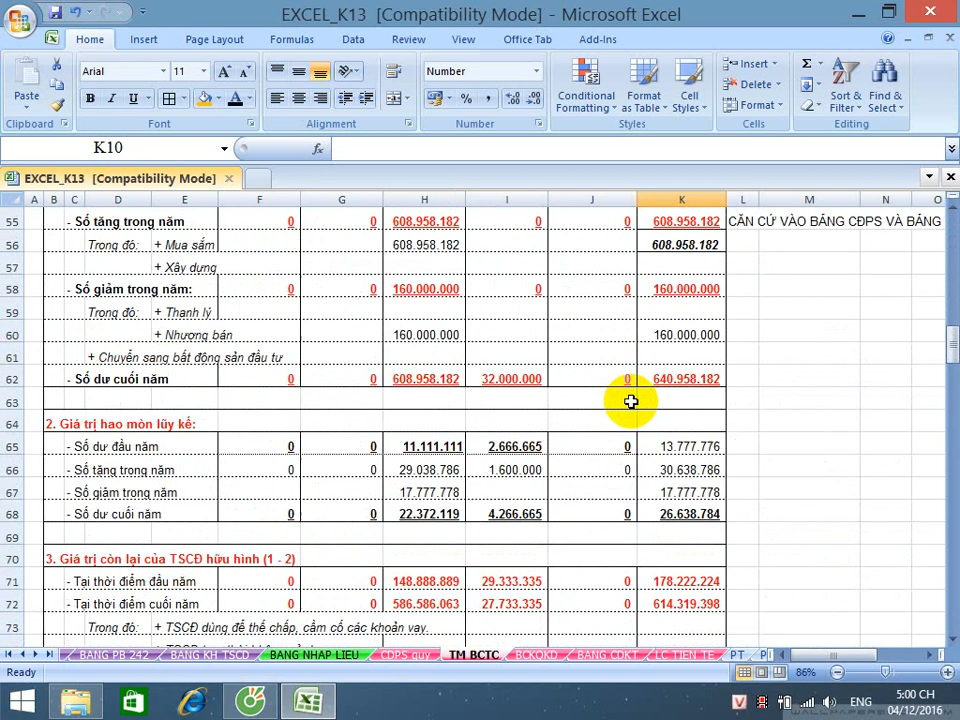 EXCEL_K13 [Compatibility Mode] - Microsoft Excel
Home Insert Page Layout Formulas Data Review View Office Tab Add-Ins
Paste
Arial 11
Number
Conditional Formatting
Format as Table
Cell Styles
Insert
Delete
Format
Sort & Filter
Find & Select
B I U
Clipboard Font Alignment Number Styles Cells Editing
K10 fx
EXCEL_K13 [Compatibility Mode]
A B C D E F G H I J K L M N O
55 - Số tăng trong năm 0 0 608.958.182 0 0 608.958.182 CĂN CỨ VÀO BẢNG CĐPS VÀ BẢNG
56 Trong đó: + Mua sắm 608.958.182 608.958.182
57 + Xây dựng
58 - Số giảm trong năm: 0 0 160.000.000 0 0 160.000.000
59 Trong đó: + Thanh lý
60 + Nhượng bán 160.000.000 160.000.000
61 + Chuyển sang bất động sản đầu tư
62 - Số dư cuối năm 0 0 608.958.182 32.000.000 0 640.958.182
63
64 2. Giá trị hao mòn lũy kế:
65 - Số dư đầu năm 0 0 11.111.111 2.666.665 0 13.777.776
66 - Số tặng trong năm 0 0 29.038.786 1.600.000 0 30.638.786
67 - Số giảm trong năm 17.777.778 17.777.778
68 - Số dư cuối năm 0 0 22.372.119 4.266.665 0 26.638.784
69
70 3. Giá trị còn lại của TSCĐ hữu hình (1 - 2)
71 - Tại thời điểm đầu năm 0 0 148.888.889 29.333.335 0 178.222.224
72 - Tại thời điểm cuối năm 0 0 586.586.063 27.733.335 0 614.319.398
73 Trong đó: + TSCĐ dùng để thế chấp, cầm cố các khoản vay.
BANG PB 242 BANG KH TSCD BANG NHAP LIEU CDPS quy TM BCTC BCKQKD BANG CDKT LC TIEN TE PT
Ready 86%
CHI 5:00 CH
04/12/2016